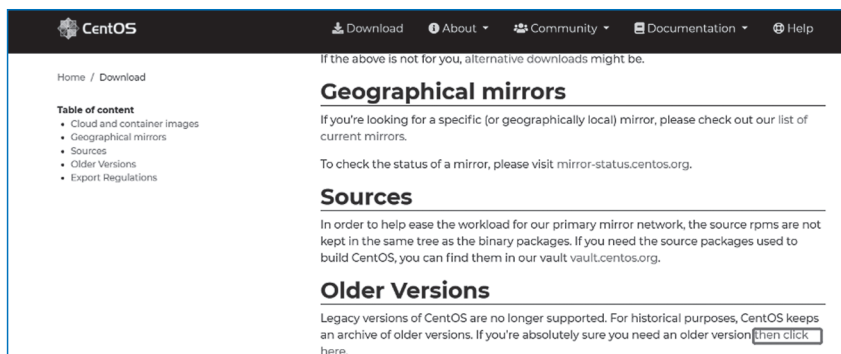 CentOS
Download About Community Documentation Help
If the above is not for you, alternative downloads might be.
Home / Download
Table of content
Cloud and container images
Geographical mirrors
Sources
Older Versions
Export Regulations
Geographical mirrors
If you're looking for a specific (or geographically local) mirror, please check out our list of
current mirrors.
To check the status of a mirror, please visit mirror-status.centos.org.
Sources
In order to help ease the workload for our primary mirror network, the source rpms are not
kept in the same tree as the binary packages. If you need the source packages used to
build CentOS, you can find them in our vault vault.centos.org.
Older Versions
Legacy versions of CentOS are no longer supported. For historical purposes, CentOS keeps
an archive of older versions. If you're absolutely sure you need an older version then click
here.